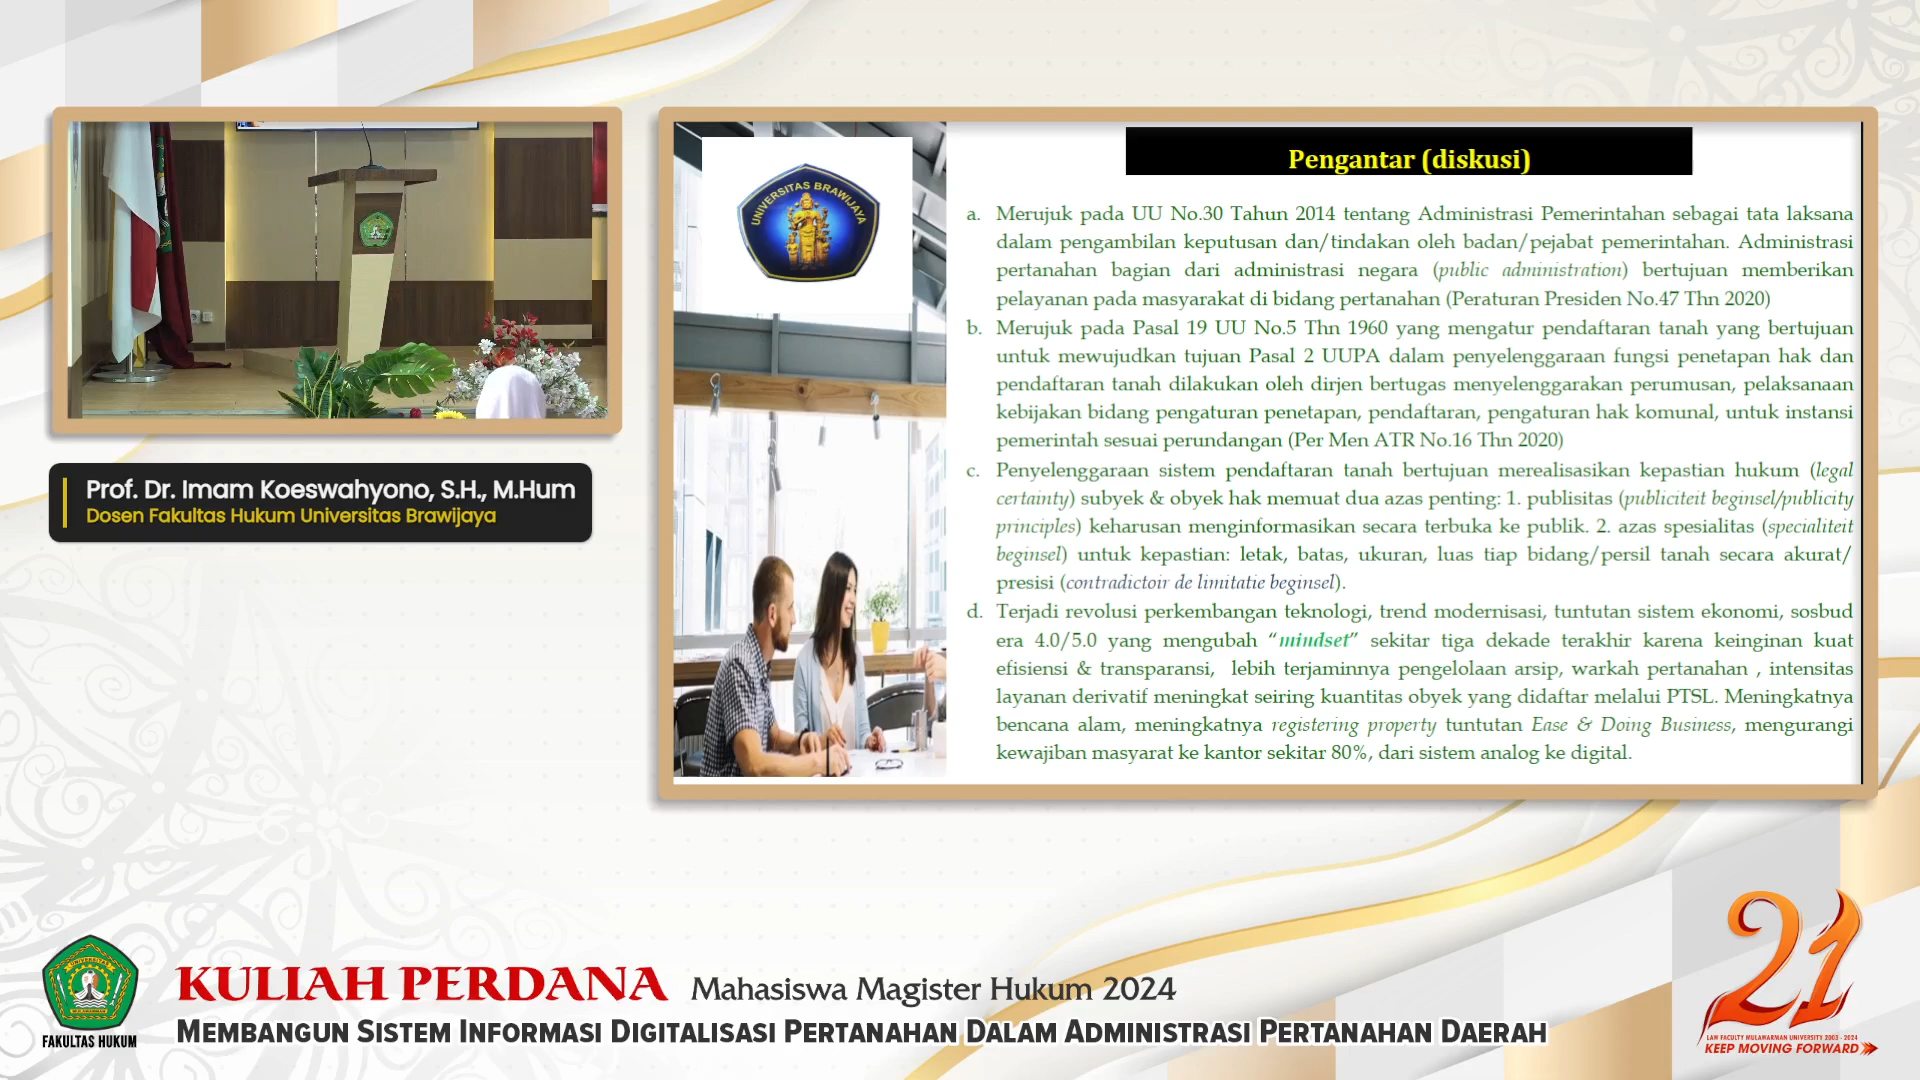 UNIVERSITAS BRAWIJAYA
Pengantar (diskusi)
a. Merujuk pada UU No.30 Tahun 2014 tentang Administrasi Pemerintahan sebagai tata laksana
dalam pengambilan keputusan dan/tindakan oleh badan/pejabat pemerintahan. Administrasi
pertanahan bagian dari administrasi negara (public administration) bertujuan memberikan
pelayanan pada masyarakat di bidang pertanahan (Peraturan Presiden No.47 Thn 2020)
b. Merujuk pada Pasal 19 UU No.5 Thn 1960 yang mengatur pendaftaran tanah yang bertujuan
untuk mewujudkan tujuan Pasal 2 UUPA dalam penyelenggaraan fungsi penetapan hak dan
pendaftaran tanah dilakukan oleh dirjen bertugas menyelenggarakan perumusan, pelaksanaan
kebijakan bidang pengaturan penetapan, pendaftaran, pengaturan hak komunal, untuk instansi
pemerintah sesuai perundangan (Per Men ATR No.16 Thn 2020)
c. Penyelenggaraan sistem pendaftaran tanah bertujuan merealisasikan kepastian hukum (legal
certainty) subyek & obyek hak memuat dua azas penting: 1. publisitas (publiciteit beginsel/publicity
principles) keharusan menginformasikan secara terbuka ke publik. 2. azas spesialitas (specialiteit
beginsel) untuk kepastian: letak, batas, ukuran, luas tiap bidang/persil tanah secara akurat/
presisi (contradictoir de limitatie beginsel).
d. Terjadi revolusi perkembangan teknologi, trend modernisasi, tuntutan sistem ekonomi, sosbud
era 4.0/5.0 yang mengubah “mindset” sekitar tiga dekade terakhir karena keinginan kuat
efisiensi & transparansi, lebih terjaminnya pengelolaan arsip, warkah pertanahan , intensitas
layanan derivatif meningkat seiring kuantitas obyek yang didaftar melalui PTSL. Meningkatnya
bencana alam, meningkatnya registering property tuntutan Ease & Doing Business, mengurangi
kewajiban masyarat ke kantor sekitar 80%, dari sistem analog ke digital.
Prof. Dr. Imam Koeswahyono, S.H., M.Hum
Dosen Fakultas Hukum Universitas Brawijaya
FAKULTAS HUKUM
KULIAH PERDANA Mahasiswa Magister Hukum 2024
MEMBANGUN SISTEM INFORMASI DIGITALISASI PERTANAHAN DALAM ADMINISTRASI PERTANAHAN DAERAH
21
LAW FACULTY MULAWARMAN UNIVERSITY 2003 - 2024
KEEP MOVING FORWARD